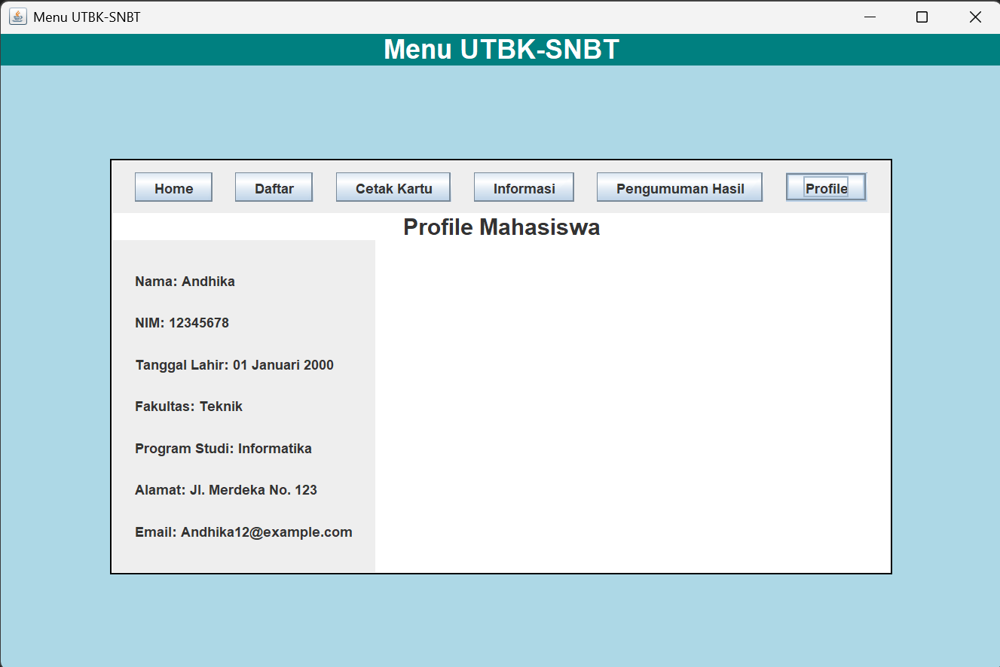 Menu UTBK-SNBT
Menu UTBK-SNBT
Home Daftar Cetak Kartu Informasi Pengumuman Hasil Profile
Profile Mahasiswa
Nama: Andhika
NIM: 12345678
Tanggal Lahir: 01 Januari 2000
Fakultas: Teknik
Program Studi: Informatika
Alamat: Jl. Merdeka No. 123
Email: Andhika12@example.com